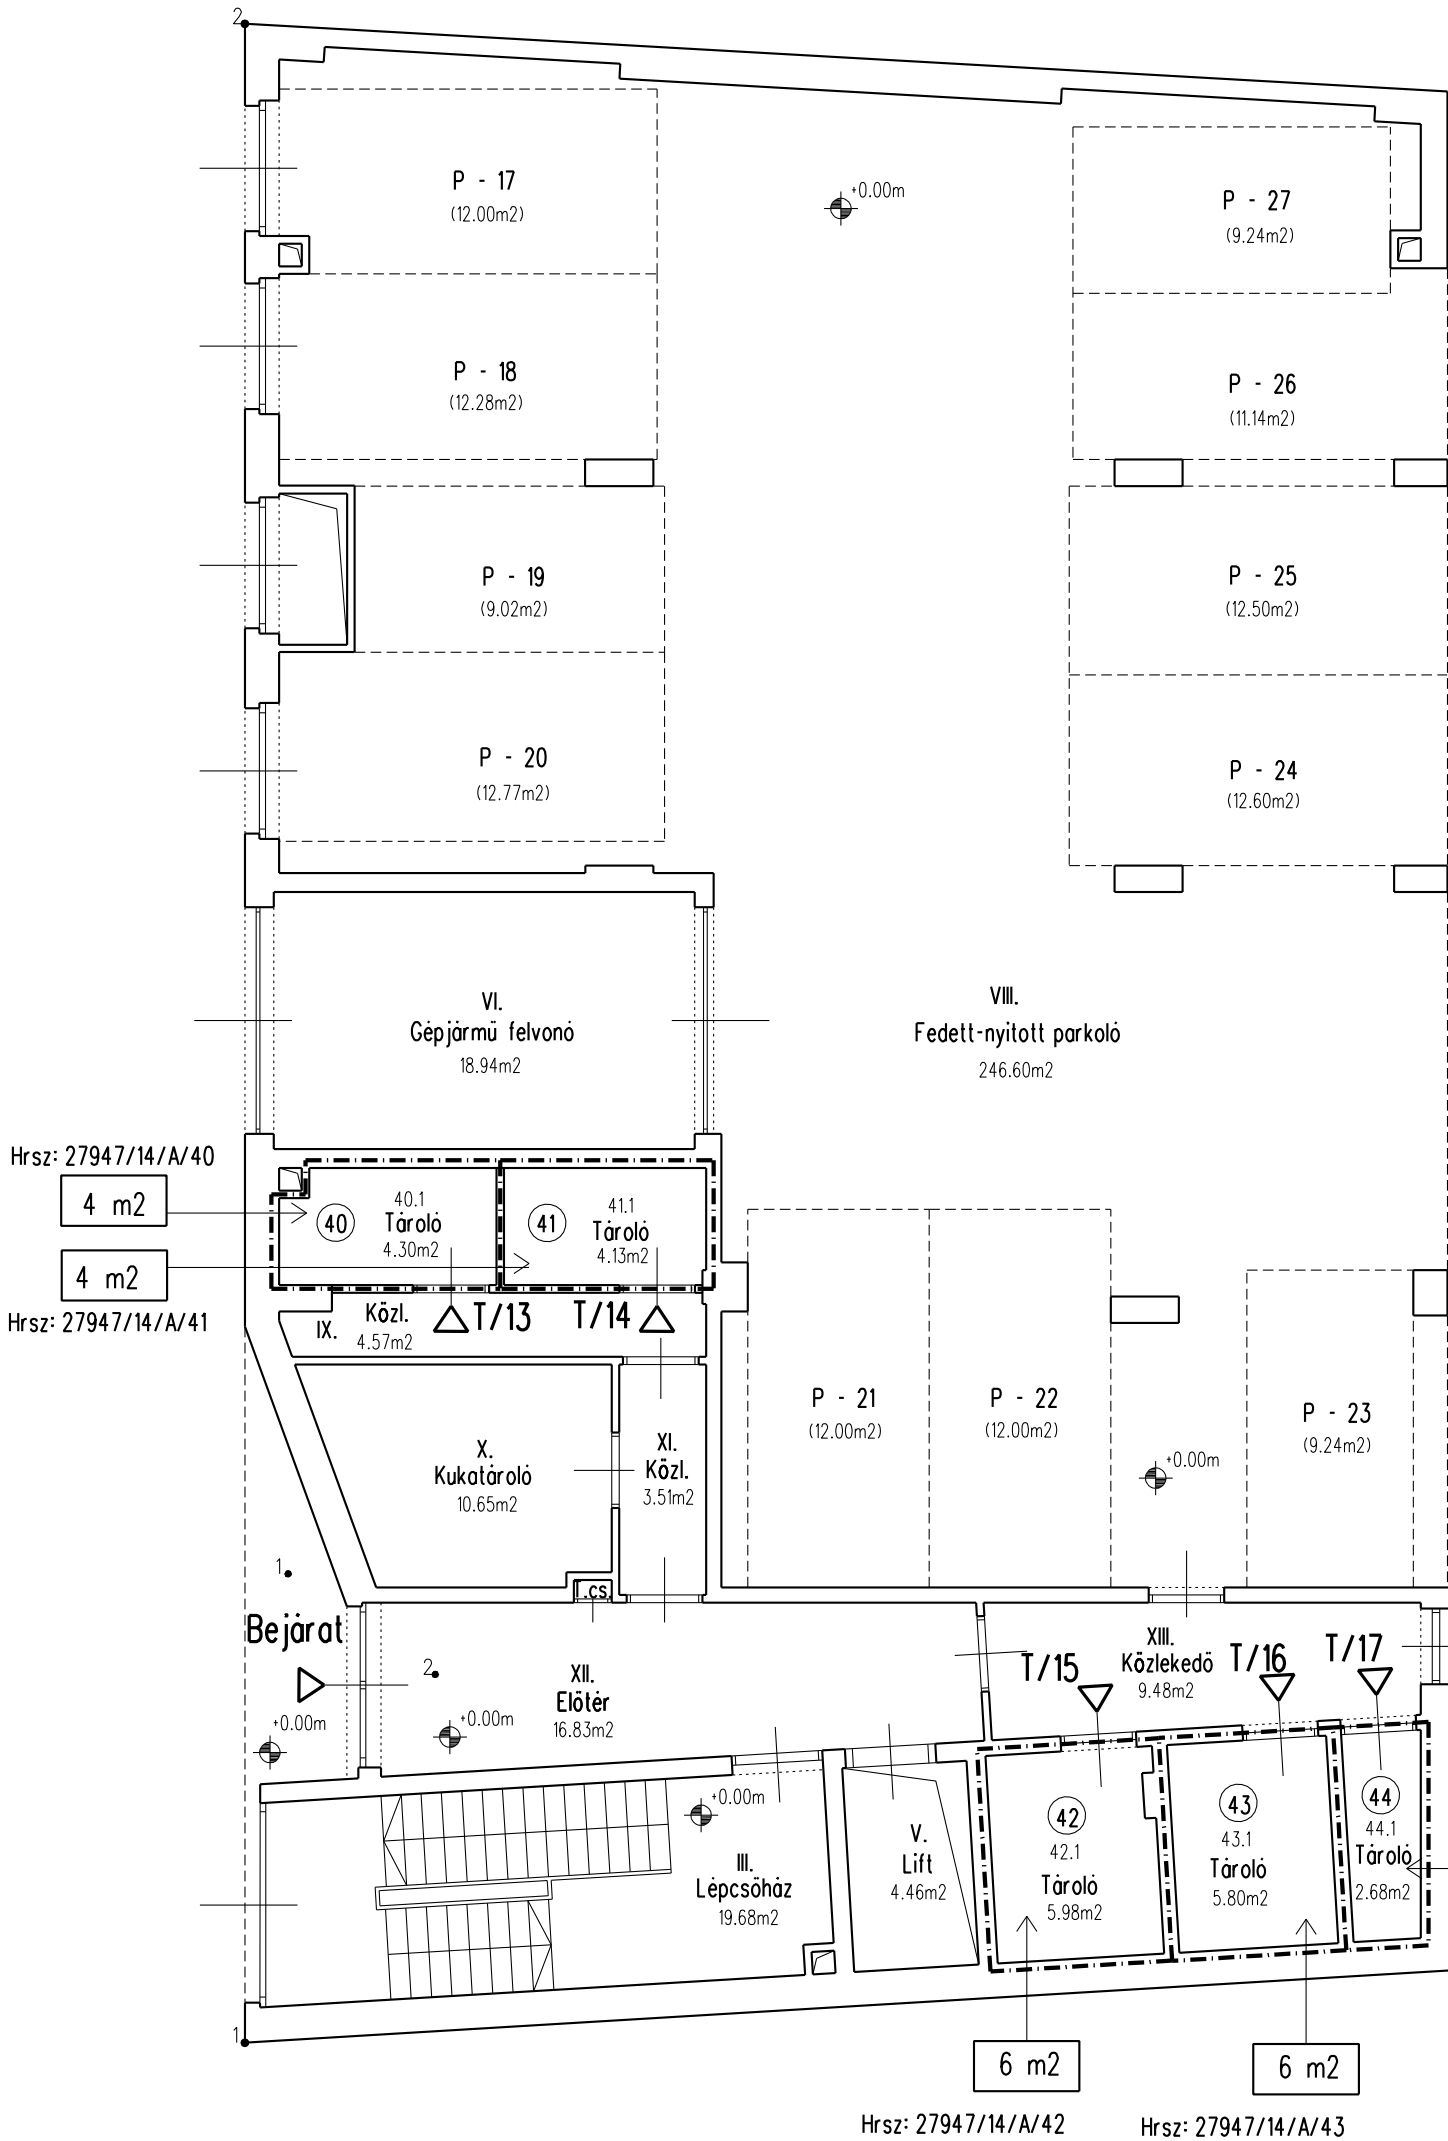 2
P - 17
(12.00m2)
+0.00m
P - 27
(9.24m2)
P - 18
(12.28m2)
P - 26
(11.14m2)
P - 19
(9.02m2)
P - 25
(12.50m2)
P - 20
(12.77m2)
P - 24
(12.60m2)
VI.
Gépjármű felvonó
18.94m2
VIII.
Fedett-nyitott parkoló
246.60m2
Hrsz: 27947/14/A/40
4 m2
40
40.1
Tároló
4.30m2
41
41.1
Tároló
4.13m2
4 m2
Hrsz: 27947/14/A/41
IX.
Közl.
4.57m2
T/13
T/14
P - 21
(12.00m2)
P - 22
(12.00m2)
P - 23
(9.24m2)
+0.00m
X.
Kukatároló
10.65m2
XI.
Közl.
3.51m2
1
T.cs.
Bejárat
+0.00m
2
+0.00m
XII.
Előtér
16.83m2
XIII.
Közlekedő
9.48m2
T/15
T/16
T/17
+0.00m
III.
Lépcsőház
19.68m2
V.
Lift
4.46m2
42
42.1
Tároló
5.98m2
43
43.1
Tároló
5.80m2
44
44.1
Tároló
2.68m2
1
6 m2
6 m2
Hrsz: 27947/14/A/42
Hrsz: 27947/14/A/43